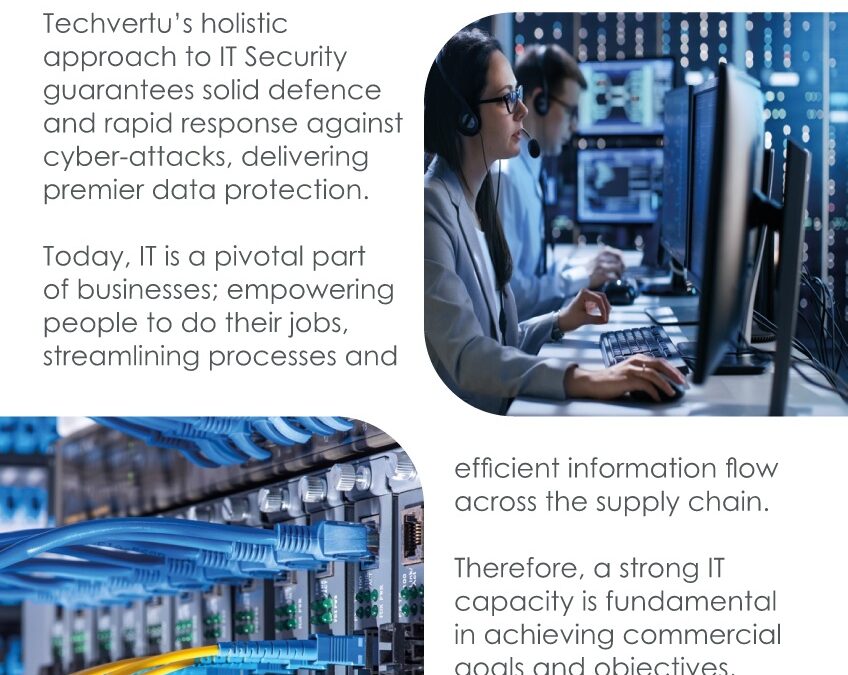 Techvertu’s holistic
approach to IT Security
guarantees solid defence
and rapid response against
cyber-attacks, delivering
premier data protection.
Today, IT is a pivotal part
of businesses; empowering
people to do their jobs,
streamlining processes and
efficient information flow
across the supply chain.
Therefore, a strong IT
capacity is fundamental
in achieving commercial
goals and objectives.